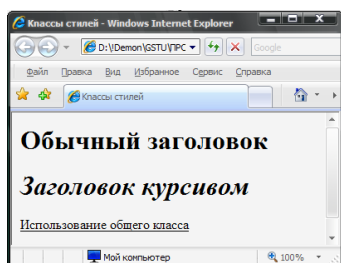 Классы стилей - Windows Internet Explorer
D:\Demon\GSTU\ПРС
Google
Файл Правка Вид Избранное Сервис Справка
Классы стилей
Обычный заголовок
Заголовок курсивом
Использование общего класса
Мой компьютер 100%